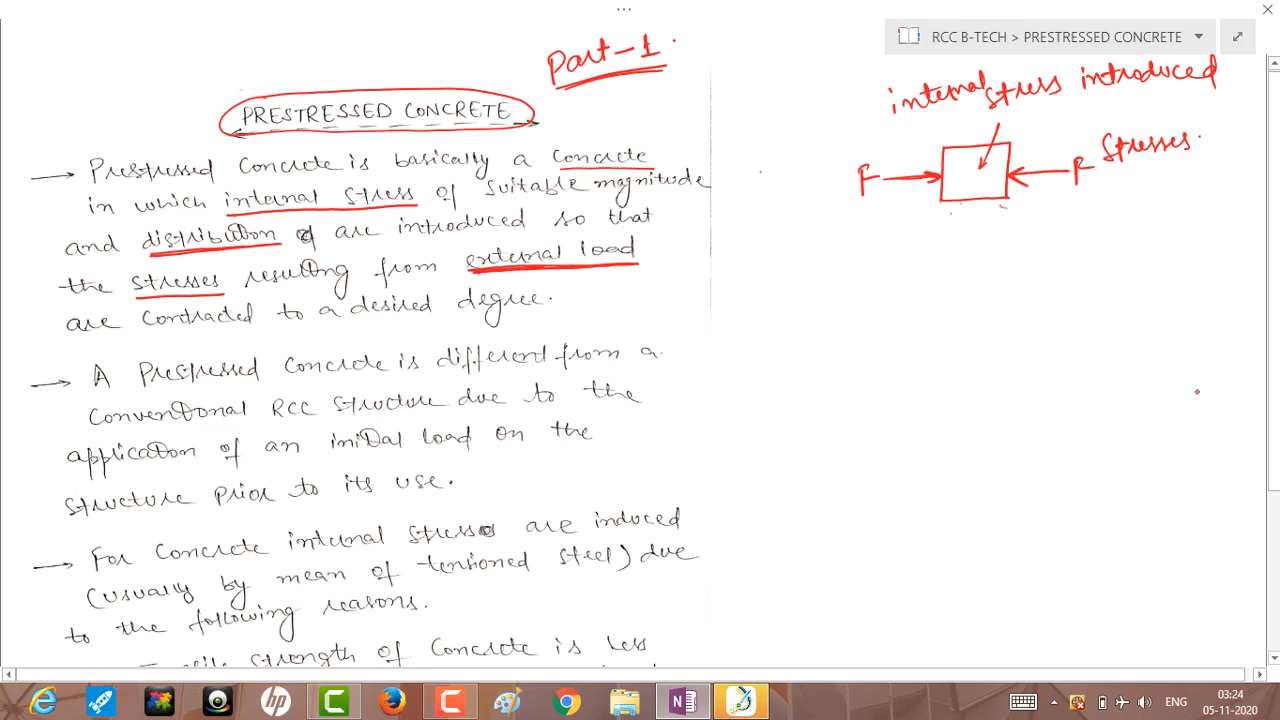 ...
RCC B-TECH > PRESTRESSED CONCRETE
Part-1
PRESTRESSED CONCRETE
→ Prestressed Concrete is basically a Concrete
in which internal stress of suitable magnitude
and distribution are introduced so that
the stresses resulting from external load
are contracted to a desired degree.
→ A Prestressed Concrete is different from a
Conventional RCC structure due to the
application of an initial load on the
structure prior to its use.
→ For Concrete internal stress are induced
(usually by mean of tensioned steel) due
to the following reasons.
strength of Concrete is less
internal stress introduced
F
F
Stresses.
ENG
03:24
05-11-2020